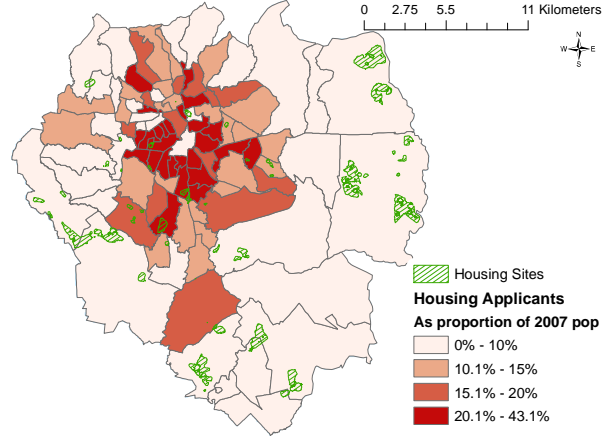 0 2.75 5.5 11 Kilometers
N
W E
S
Housing Sites
Housing Applicants
As proportion of 2007 pop
0% - 10%
10.1% - 15%
15.1% - 20%
20.1% - 43.1%